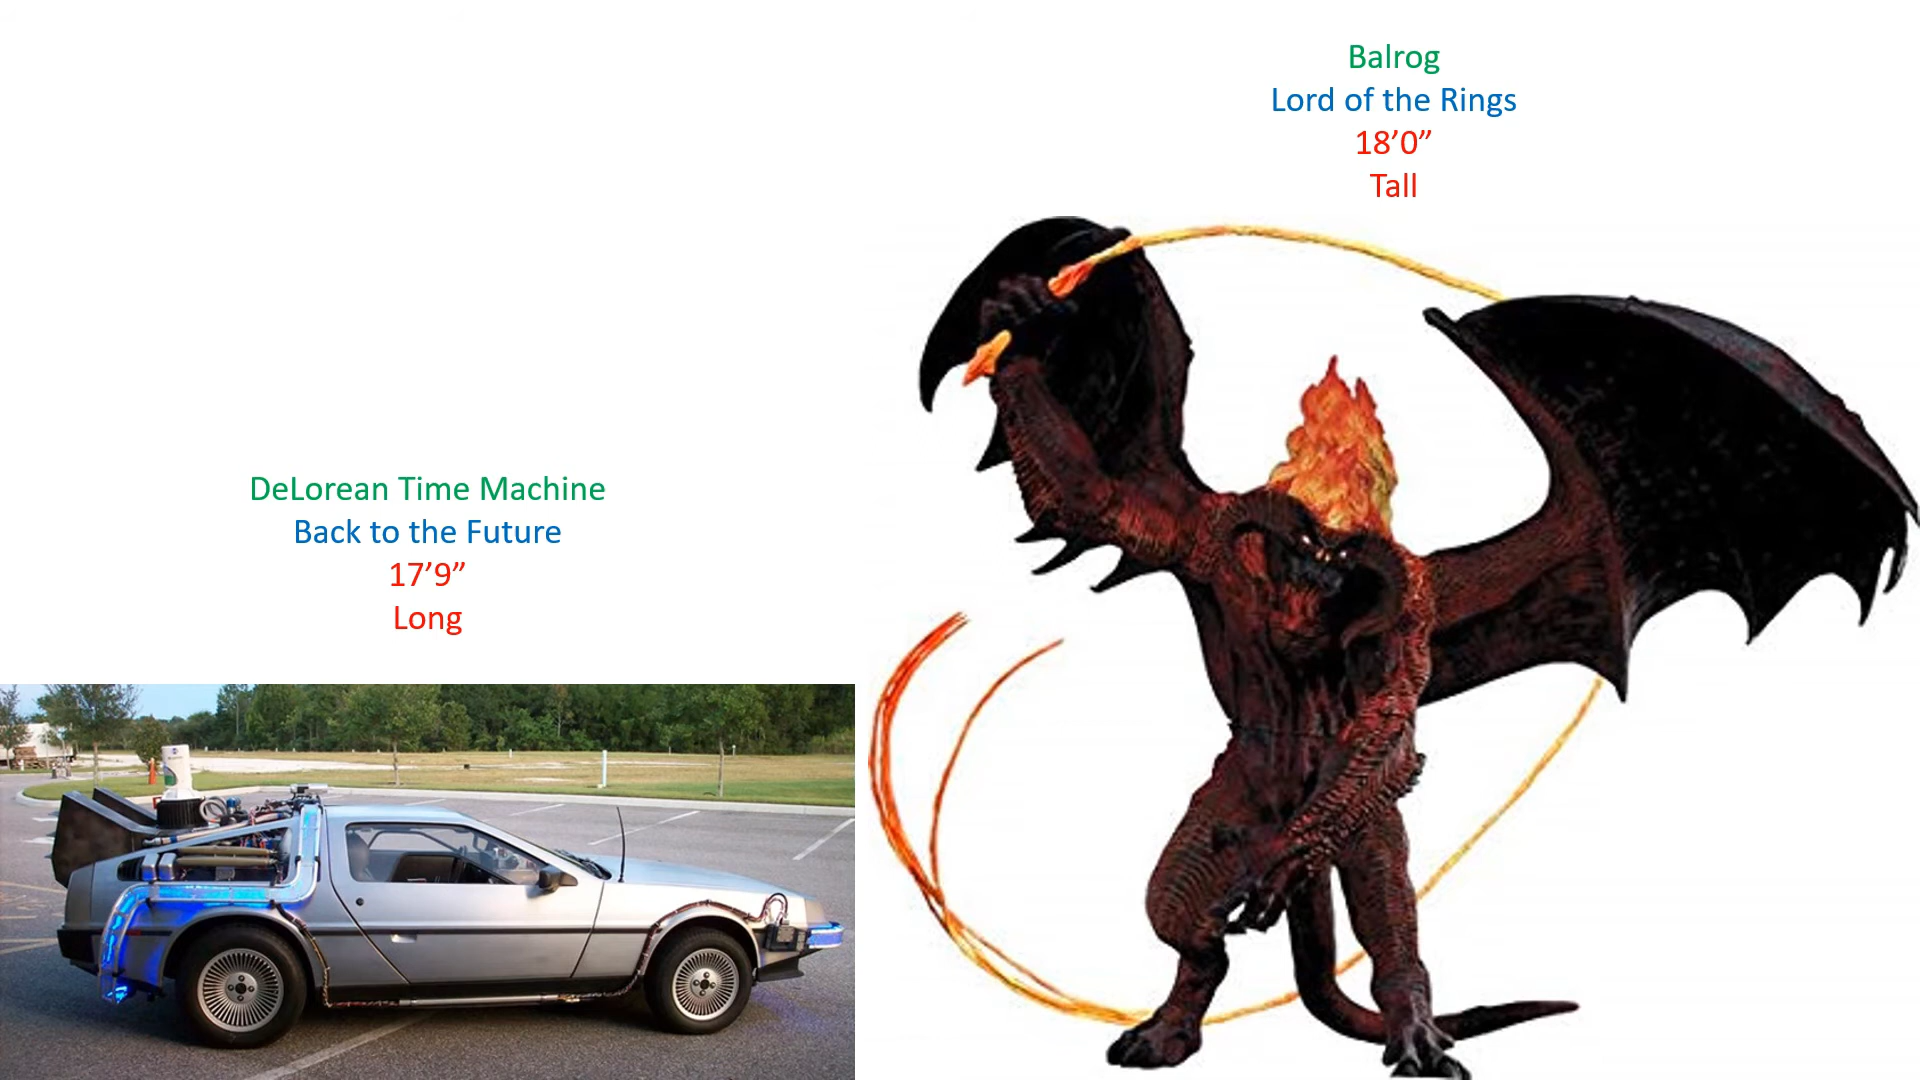 DeLorean Time Machine
Back to the Future
17’9”
Long
Balrog
Lord of the Rings
18’0”
Tall